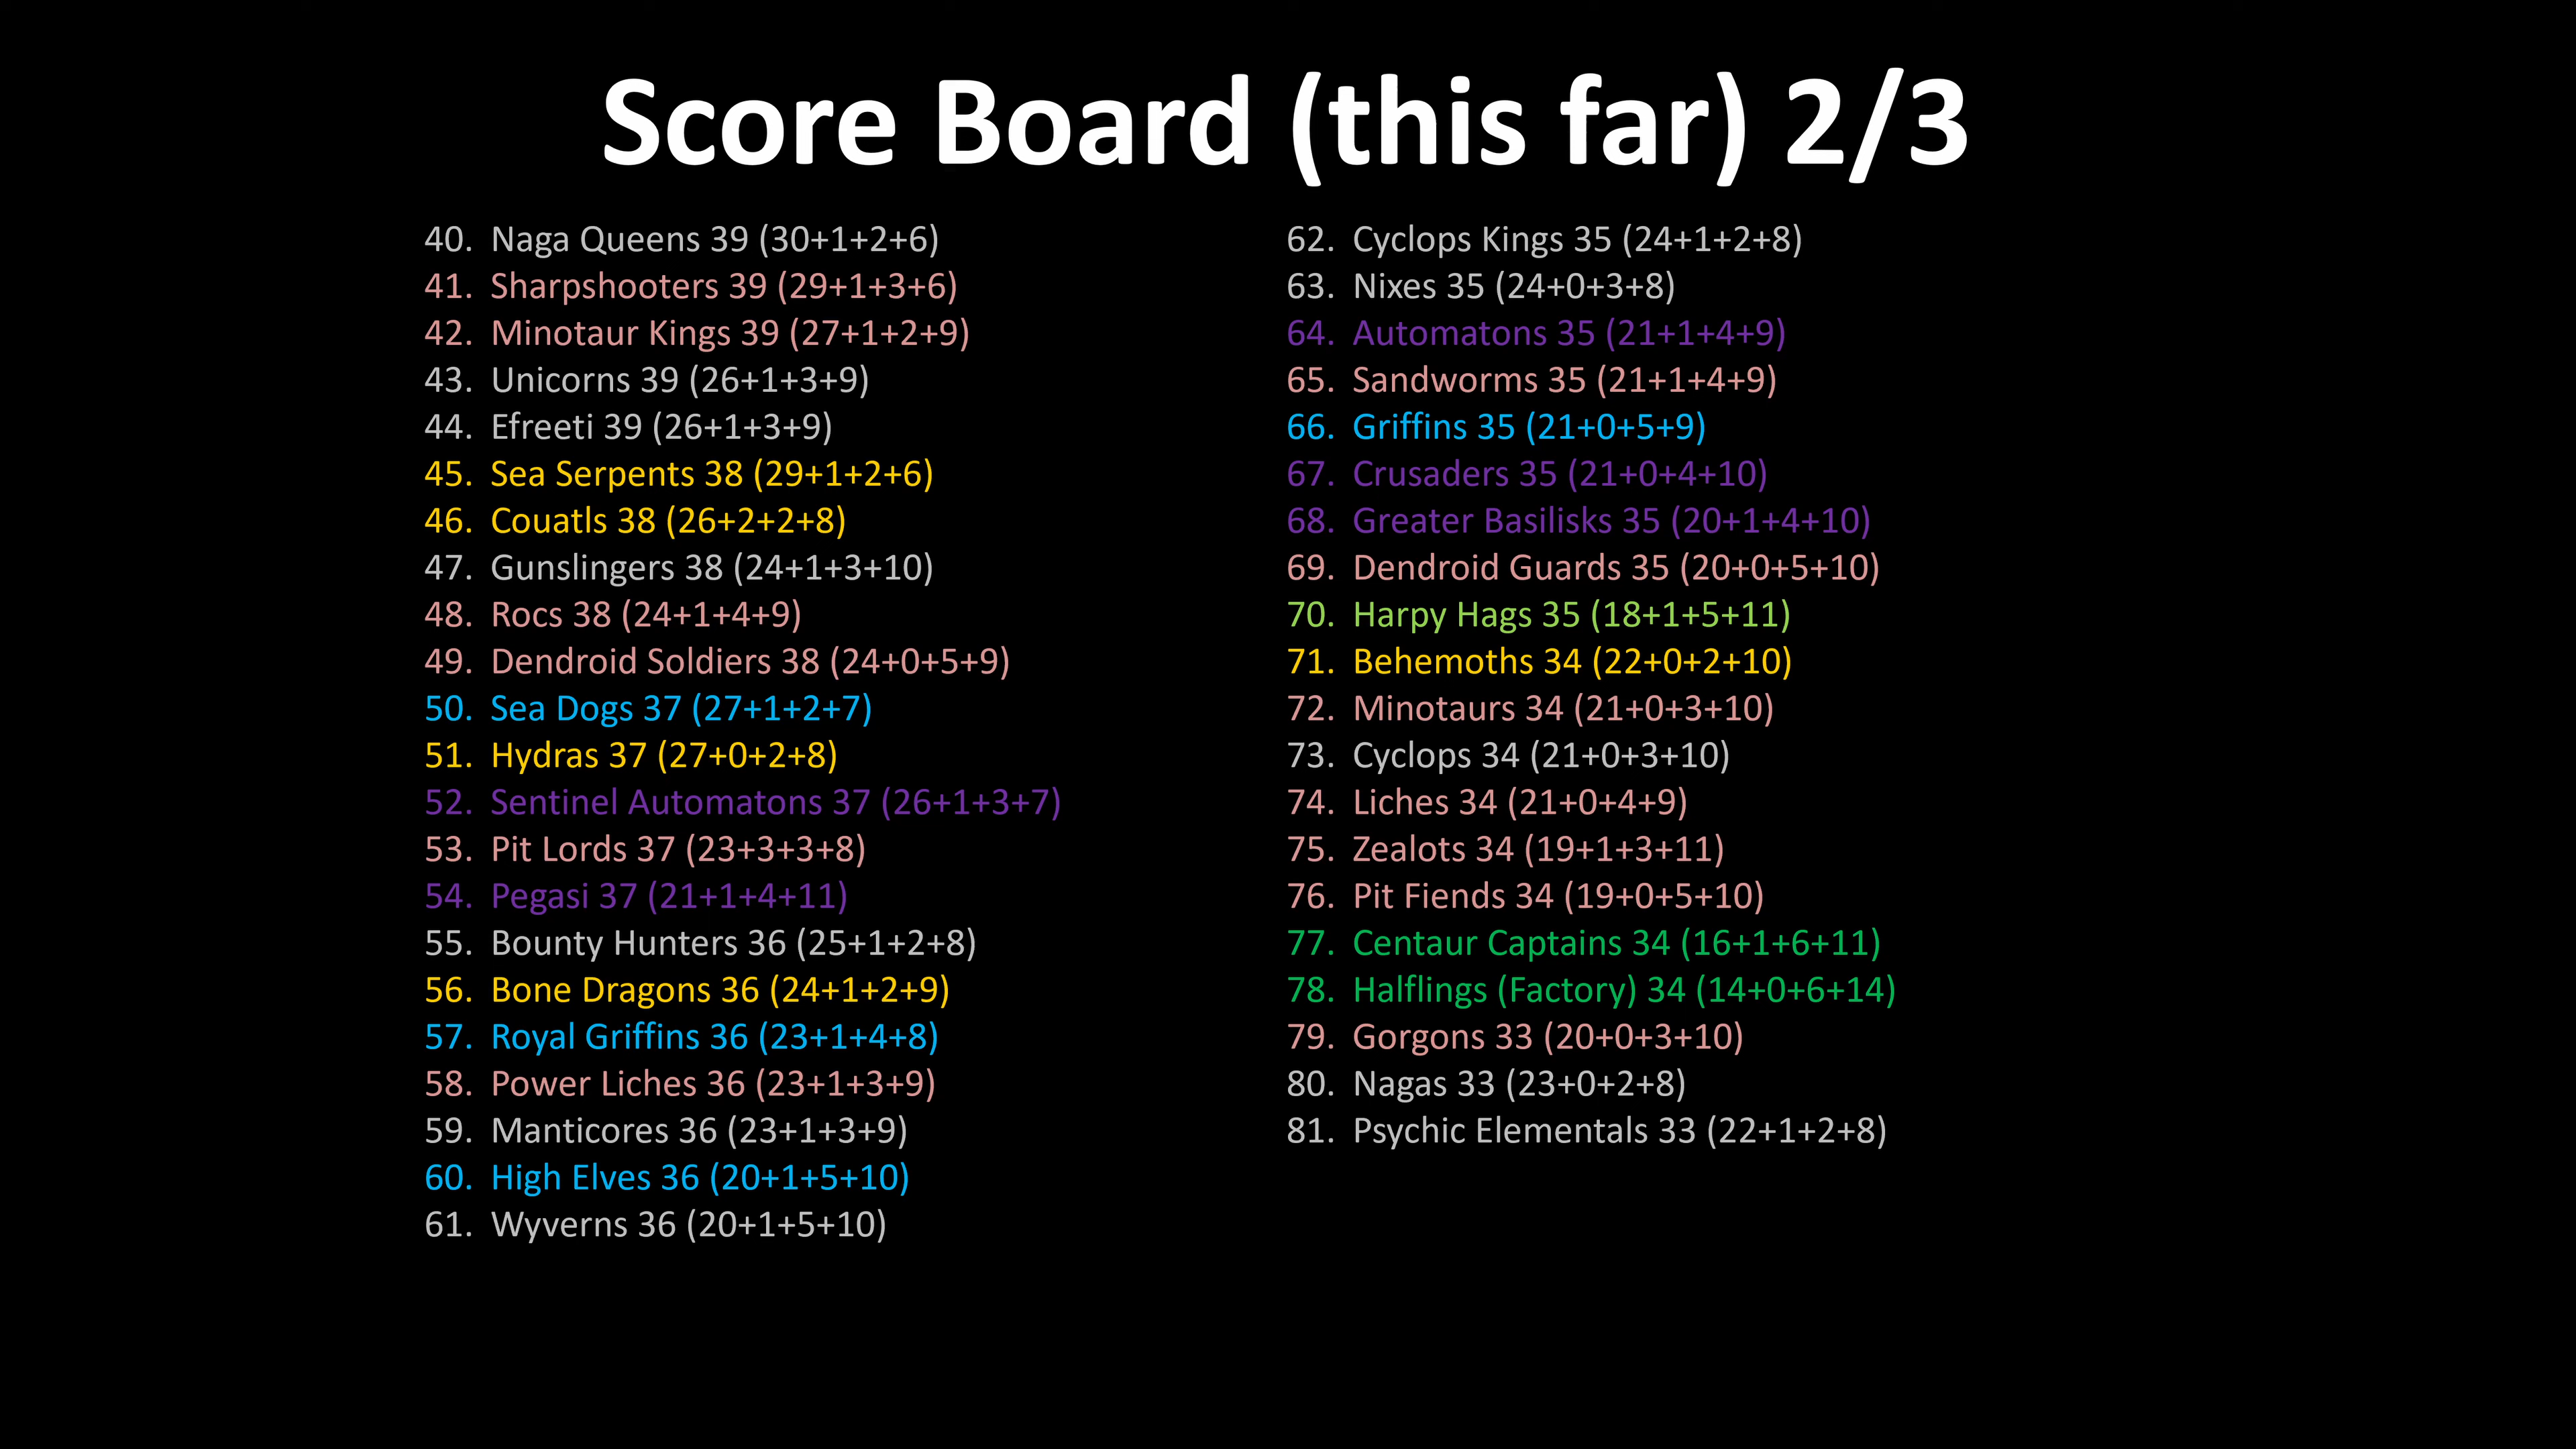 Score Board (this far) 2/3
40. Naga Queens 39 (30+1+2+6)
41. Sharpshooters 39 (29+1+3+6)
42. Minotaur Kings 39 (27+1+2+9)
43. Unicorns 39 (26+1+3+9)
44. Efreeti 39 (26+1+3+9)
45. Sea Serpents 38 (29+1+2+6)
46. Couatls 38 (26+2+2+8)
47. Gunslingers 38 (24+1+3+10)
48. Rocs 38 (24+1+4+9)
49. Dendroid Soldiers 38 (24+0+5+9)
50. Sea Dogs 37 (27+1+2+7)
51. Hydras 37 (27+0+2+8)
52. Sentinel Automatons 37 (26+1+3+7)
53. Pit Lords 37 (23+3+3+8)
54. Pegasi 37 (21+1+4+11)
55. Bounty Hunters 36 (25+1+2+8)
56. Bone Dragons 36 (24+1+2+9)
57. Royal Griffins 36 (23+1+4+8)
58. Power Liches 36 (23+1+3+9)
59. Manticores 36 (23+1+3+9)
60. High Elves 36 (20+1+5+10)
61. Wyverns 36 (20+1+5+10)
62. Cyclops Kings 35 (24+1+2+8)
63. Nixes 35 (24+0+3+8)
64. Automatons 35 (21+1+4+9)
65. Sandworms 35 (21+1+4+9)
66. Griffins 35 (21+0+5+9)
67. Crusaders 35 (21+0+4+10)
68. Greater Basilisks 35 (20+1+4+10)
69. Dendroid Guards 35 (20+0+5+10)
70. Harpy Hags 35 (18+1+5+11)
71. Behemoths 34 (22+0+2+10)
72. Minotaurs 34 (21+0+3+10)
73. Cyclops 34 (21+0+3+10)
74. Liches 34 (21+0+4+9)
75. Zealots 34 (19+1+3+11)
76. Pit Fiends 34 (19+0+5+10)
77. Centaur Captains 34 (16+1+6+11)
78. Halflings (Factory) 34 (14+0+6+14)
79. Gorgons 33 (20+0+3+10)
80. Nagas 33 (23+0+2+8)
81. Psychic Elementals 33 (22+1+2+8)